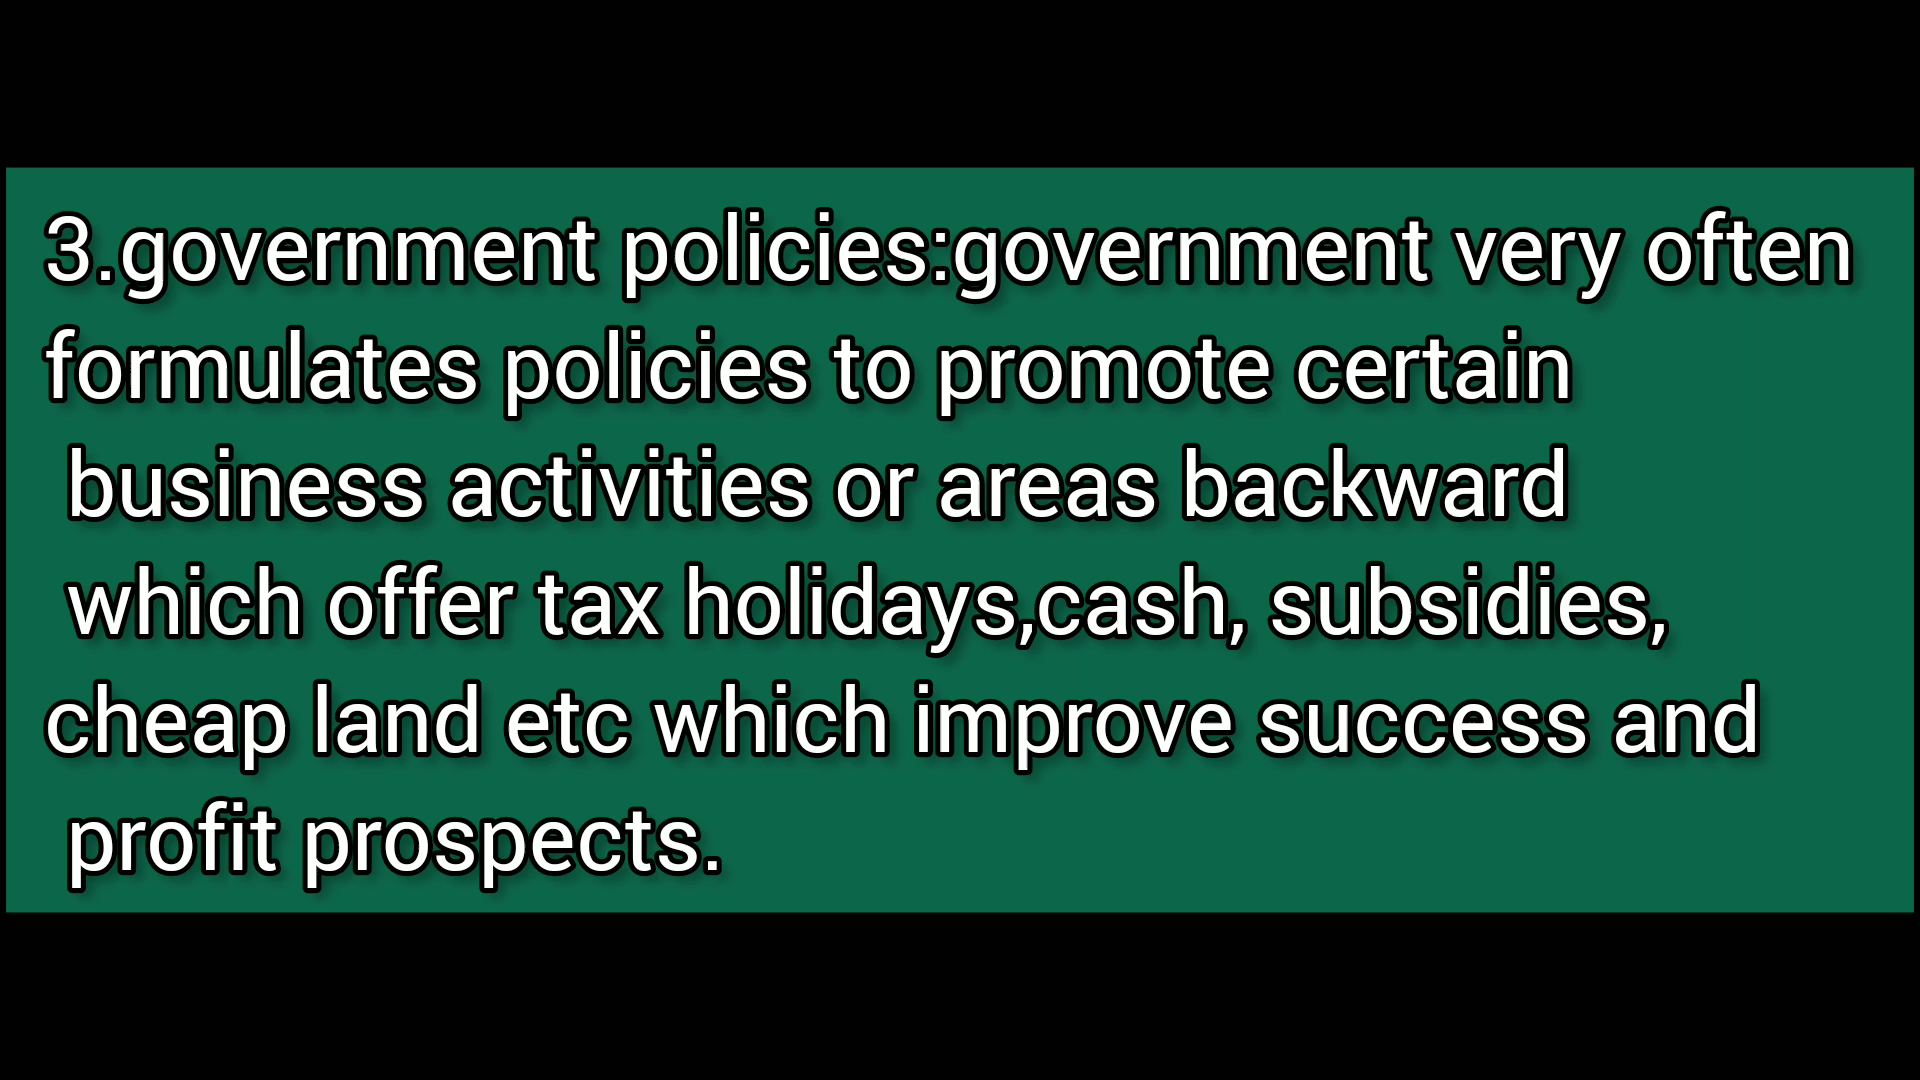 3.government policies:government very often
formulates policies to promote certain
business activities or areas backward
which offer tax holidays,cash, subsidies,
cheap land etc which improve success and
profit prospects.